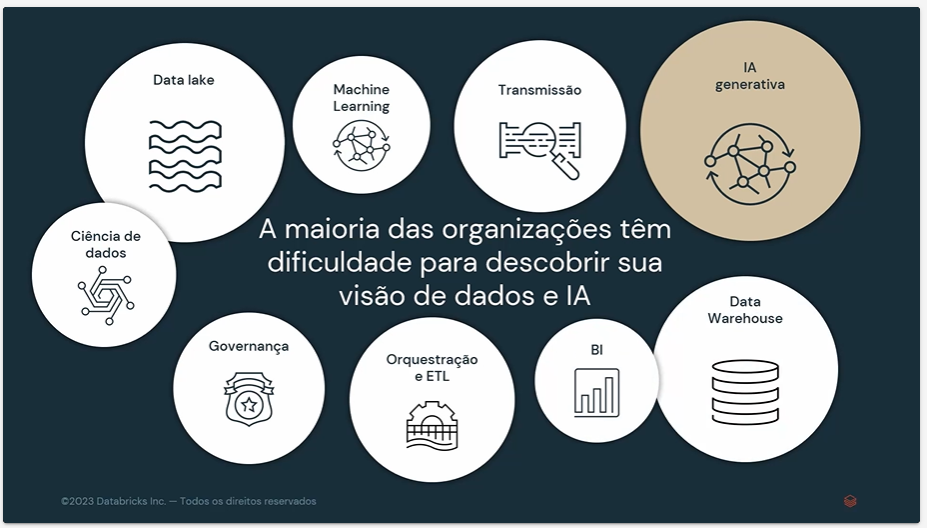 Data lake
Machine
Learning
Transmissão
IA
generativa
Ciência de
dados
A maioria das organizações têm
dificuldade para descobrir sua
visão de dados e IA
Governança
Orquestração
e ETL
BI
Data
Warehouse
©2023 Databricks Inc. — Todos os direitos reservados